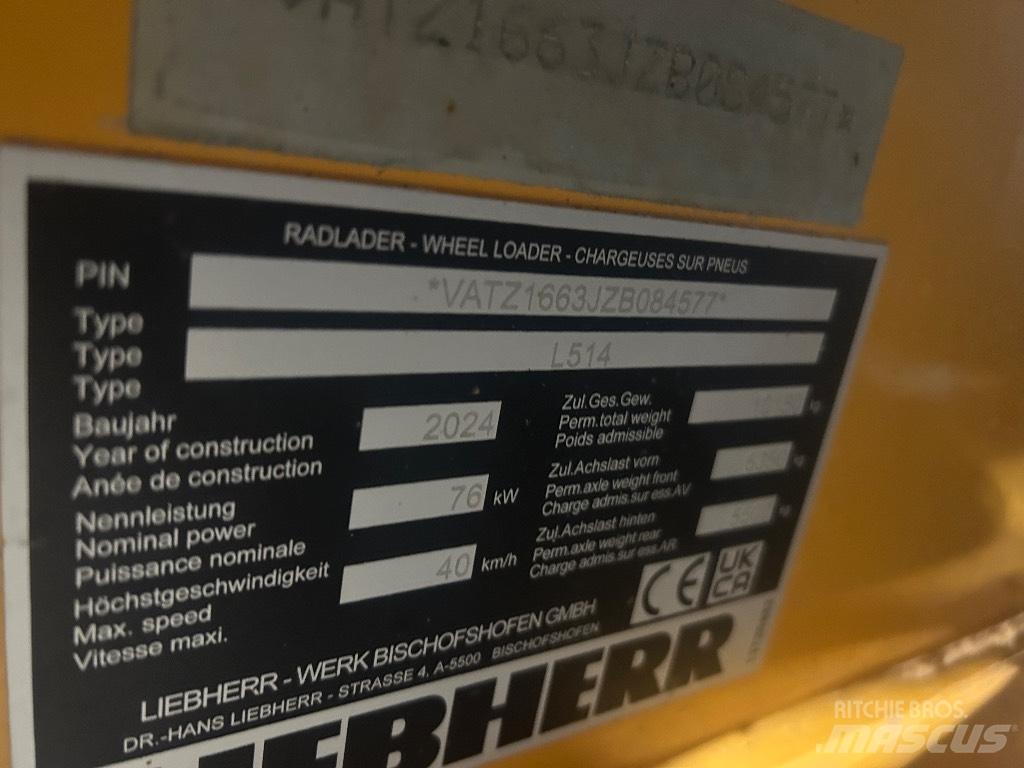 VATZ1663JZB084577*
RADLADER - WHEEL LOADER - CHARGEUSES SUR PNEUS
PIN *VATZ1663JZB084577*
Type
Type L514
Type
Baujahr
Year of construction 2024
Anée de construction
Nennleistung
Nominal power 76 kW
Puissance nominale
Höchstgeschwindigkeit
Max. speed 40 km/h
Vitesse maxi.
Zul.Ges.Gew.
Perm.total weight kg
Poids admissible
Zul.Achslast vorn
Perm.axle weight front kg
Charge admis.sur ess.AV
Zul.Achslast hinten
Perm.axle weight rear kg
Charge admis.sur ess.AR
CE UK CA
LIEBHERR - WERK BISCHOFSHOFEN GMBH
DR.-HANS LIEBHERR - STRASSE 4, A-5500 BISCHOFSHOFEN
LIEBHERR
RITCHIE BROS.
MASCUS